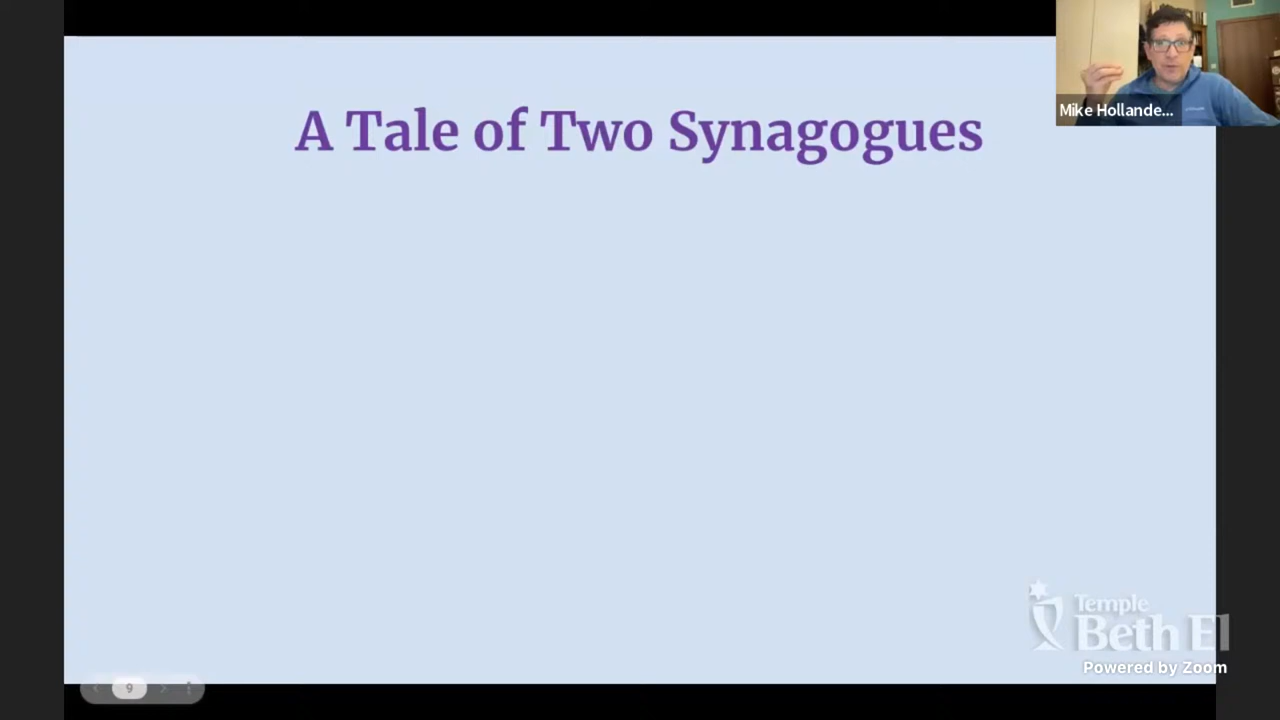 A Tale of Two Synagogues
Mike Hollande...
Temple
Beth El
Powered by Zoom
9